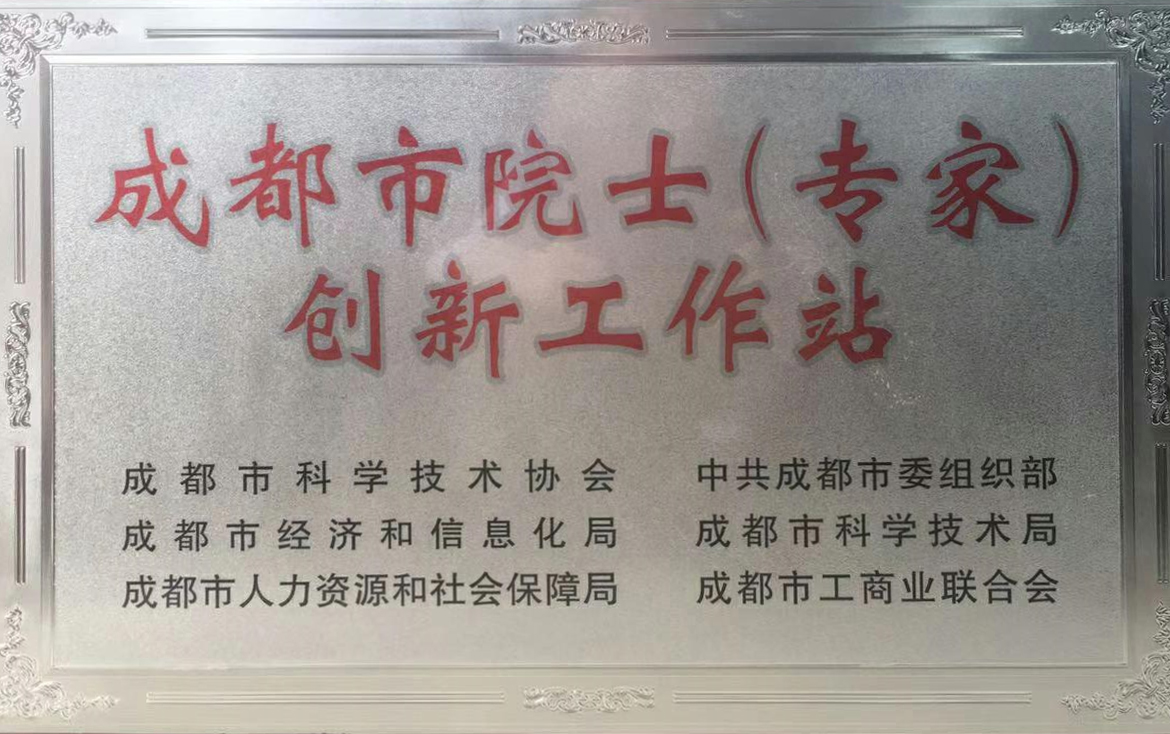 成都市院士(专家)
创新工作站
成都市科学技术协会 中共成都市委组织部
成都市经济和信息化局 成都市科学技术局
成都市人力资源和社会保障局 成都市工商业联合会